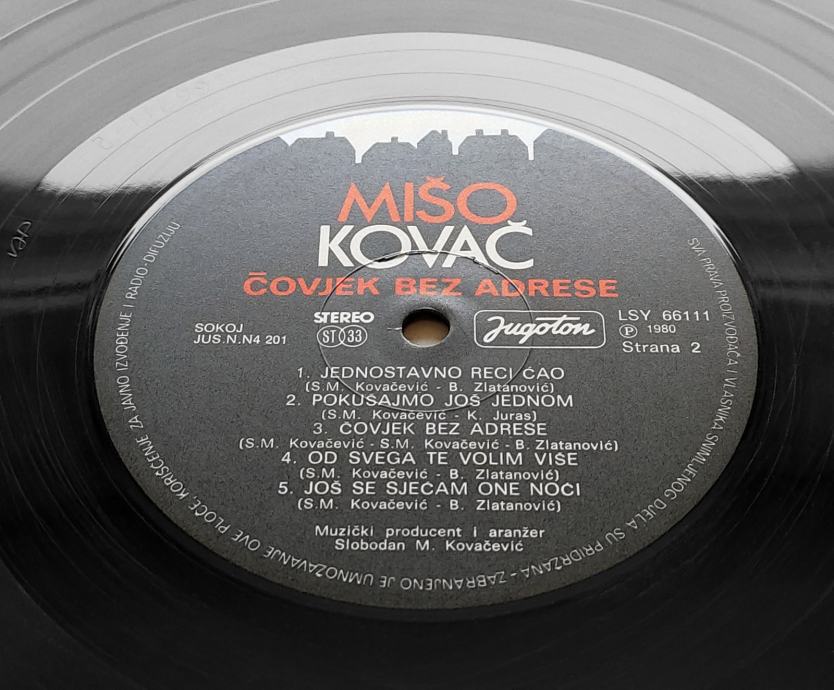 MIŠO
KOVAČ
ČOVJEK BEZ ADRESE
SOKOJ
JUS.N.N4 201
STEREO
ST 33
Jugoton
LSY 66111
Ⓟ 1980
Strana 2
1. JEDNOSTAVNO RECI ĆAO
(S.M. Kovačević - B. Zlatanović)
2. POKUŠAJMO JOŠ JEDNOM
(S.M. Kovačević - K. Juras)
3. ČOVJEK BEZ ADRESE
(S.M. Kovačević - S.M. Kovačević - B. Zlatanović)
4. OD SVEGA TE VOLIM VIŠE
(S.M. Kovačević - B. Zlatanović)
5. JOŠ SE SJEĆAM ONE NOĆI
(S.M. Kovačević - B. Zlatanović)
Muzički producent i aranžer
Slobodan M. Kovačević
SVA PRAVA PROIZVOĐAČA I VLASNIKA SNIMLJENOG DJELA SU PRIDRŽANA - ZABRANJENO JE UMNOŽAVANJE OVE PLOČE, KORIŠĆENJE ZA JAVNO IZVOĐENJE I RADIO-DIFUZIJU